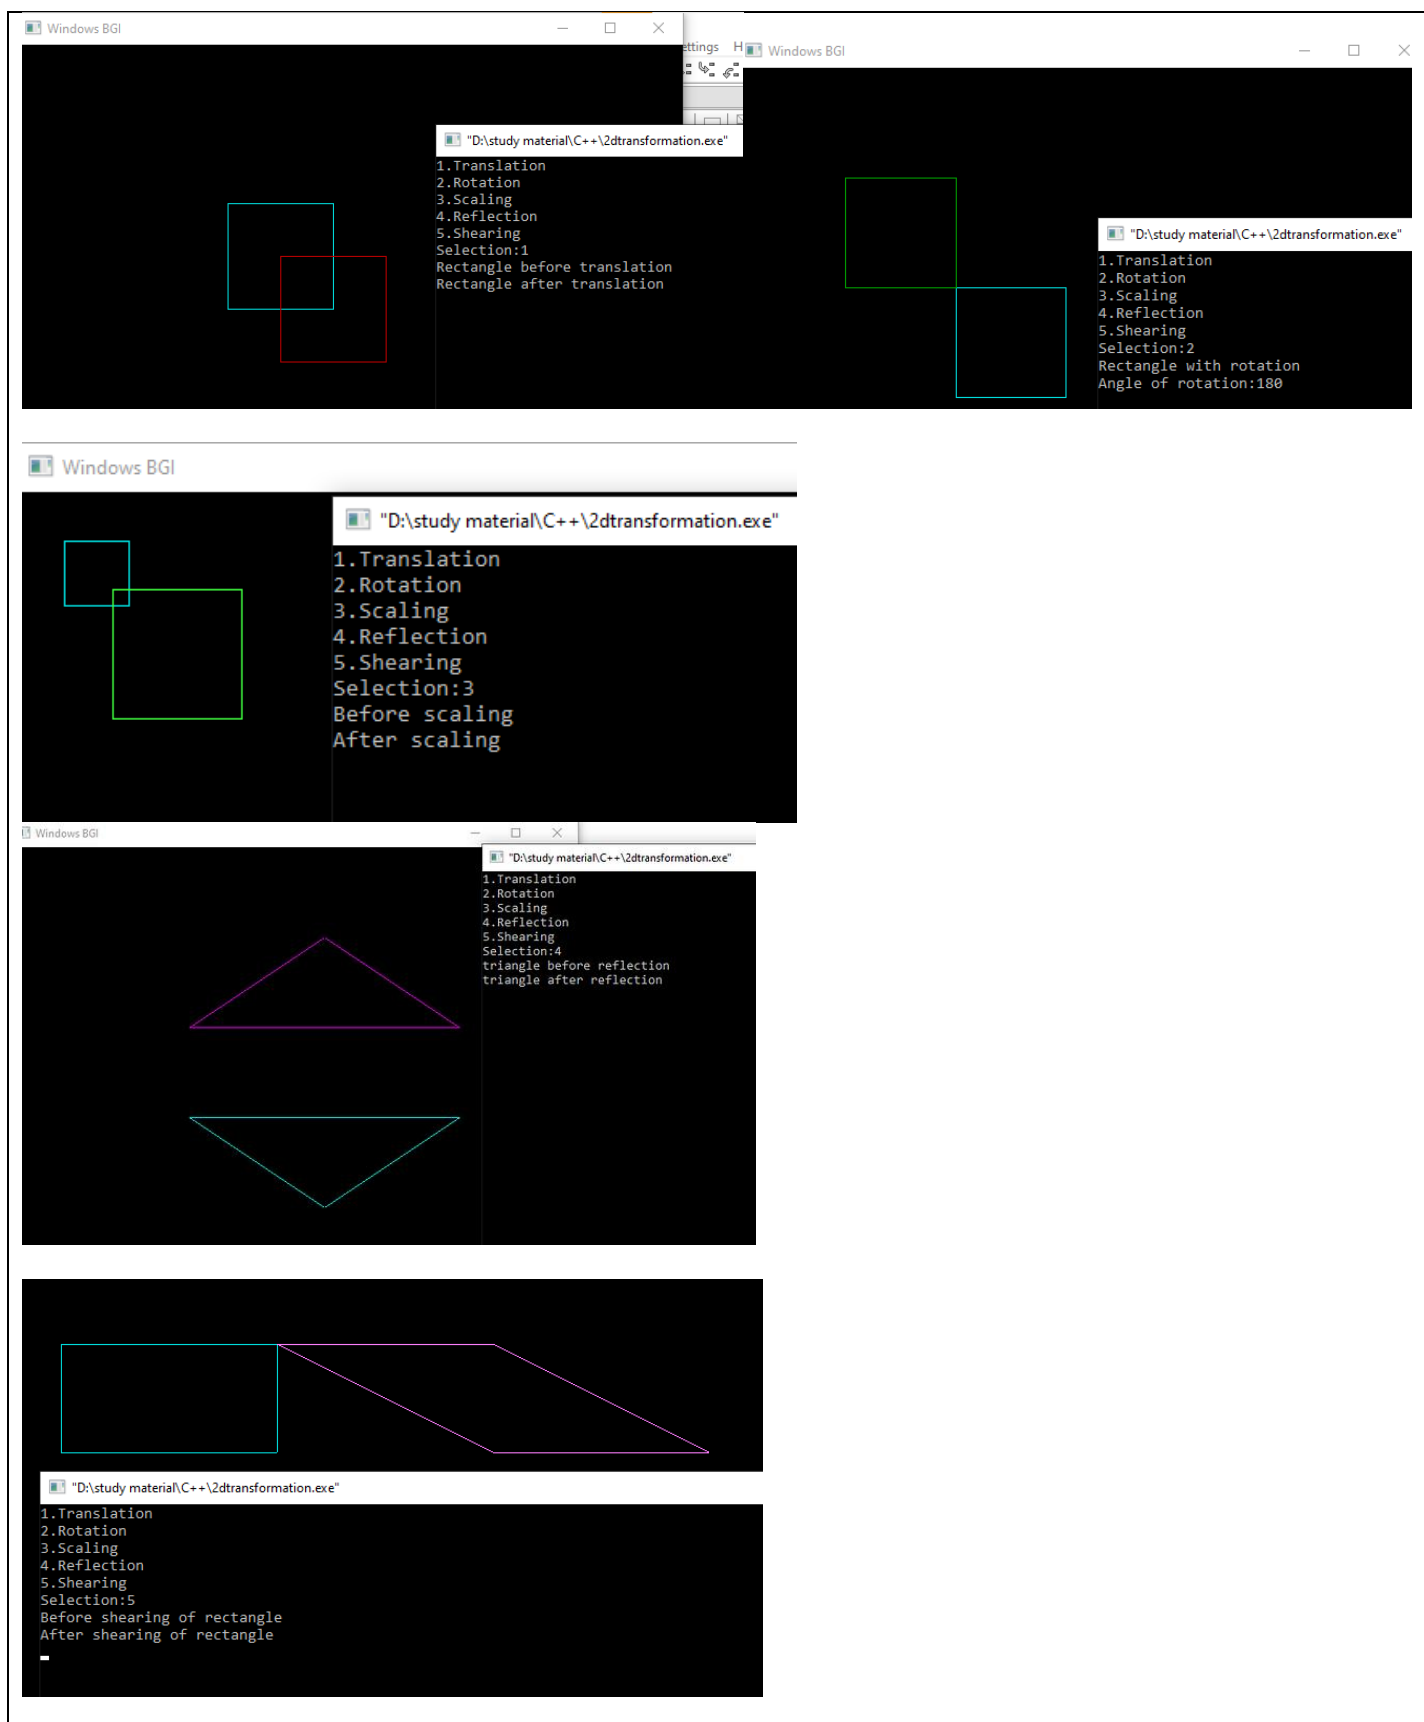 Windows BGI
ettings H
"D:\study material\C++\2dtransformation.exe"
1.Translation
2.Rotation
3.Scaling
4.Reflection
5.Shearing
Selection:1
Rectangle before translation
Rectangle after translation
Windows BGI
"D:\study material\C++\2dtransformation.exe"
1.Translation
2.Rotation
3.Scaling
4.Reflection
5.Shearing
Selection:2
Rectangle with rotation
Angle of rotation:180
Windows BGI
"D:\study material\C++\2dtransformation.exe"
1.Translation
2.Rotation
3.Scaling
4.Reflection
5.Shearing
Selection:3
Before scaling
After scaling
Windows BGI
"D:\study material\C++\2dtransformation.exe"
1.Translation
2.Rotation
3.Scaling
4.Reflection
5.Shearing
Selection:4
triangle before reflection
triangle after reflection
"D:\study material\C++\2dtransformation.exe"
1.Translation
2.Rotation
3.Scaling
4.Reflection
5.Shearing
Selection:5
Before shearing of rectangle
After shearing of rectangle